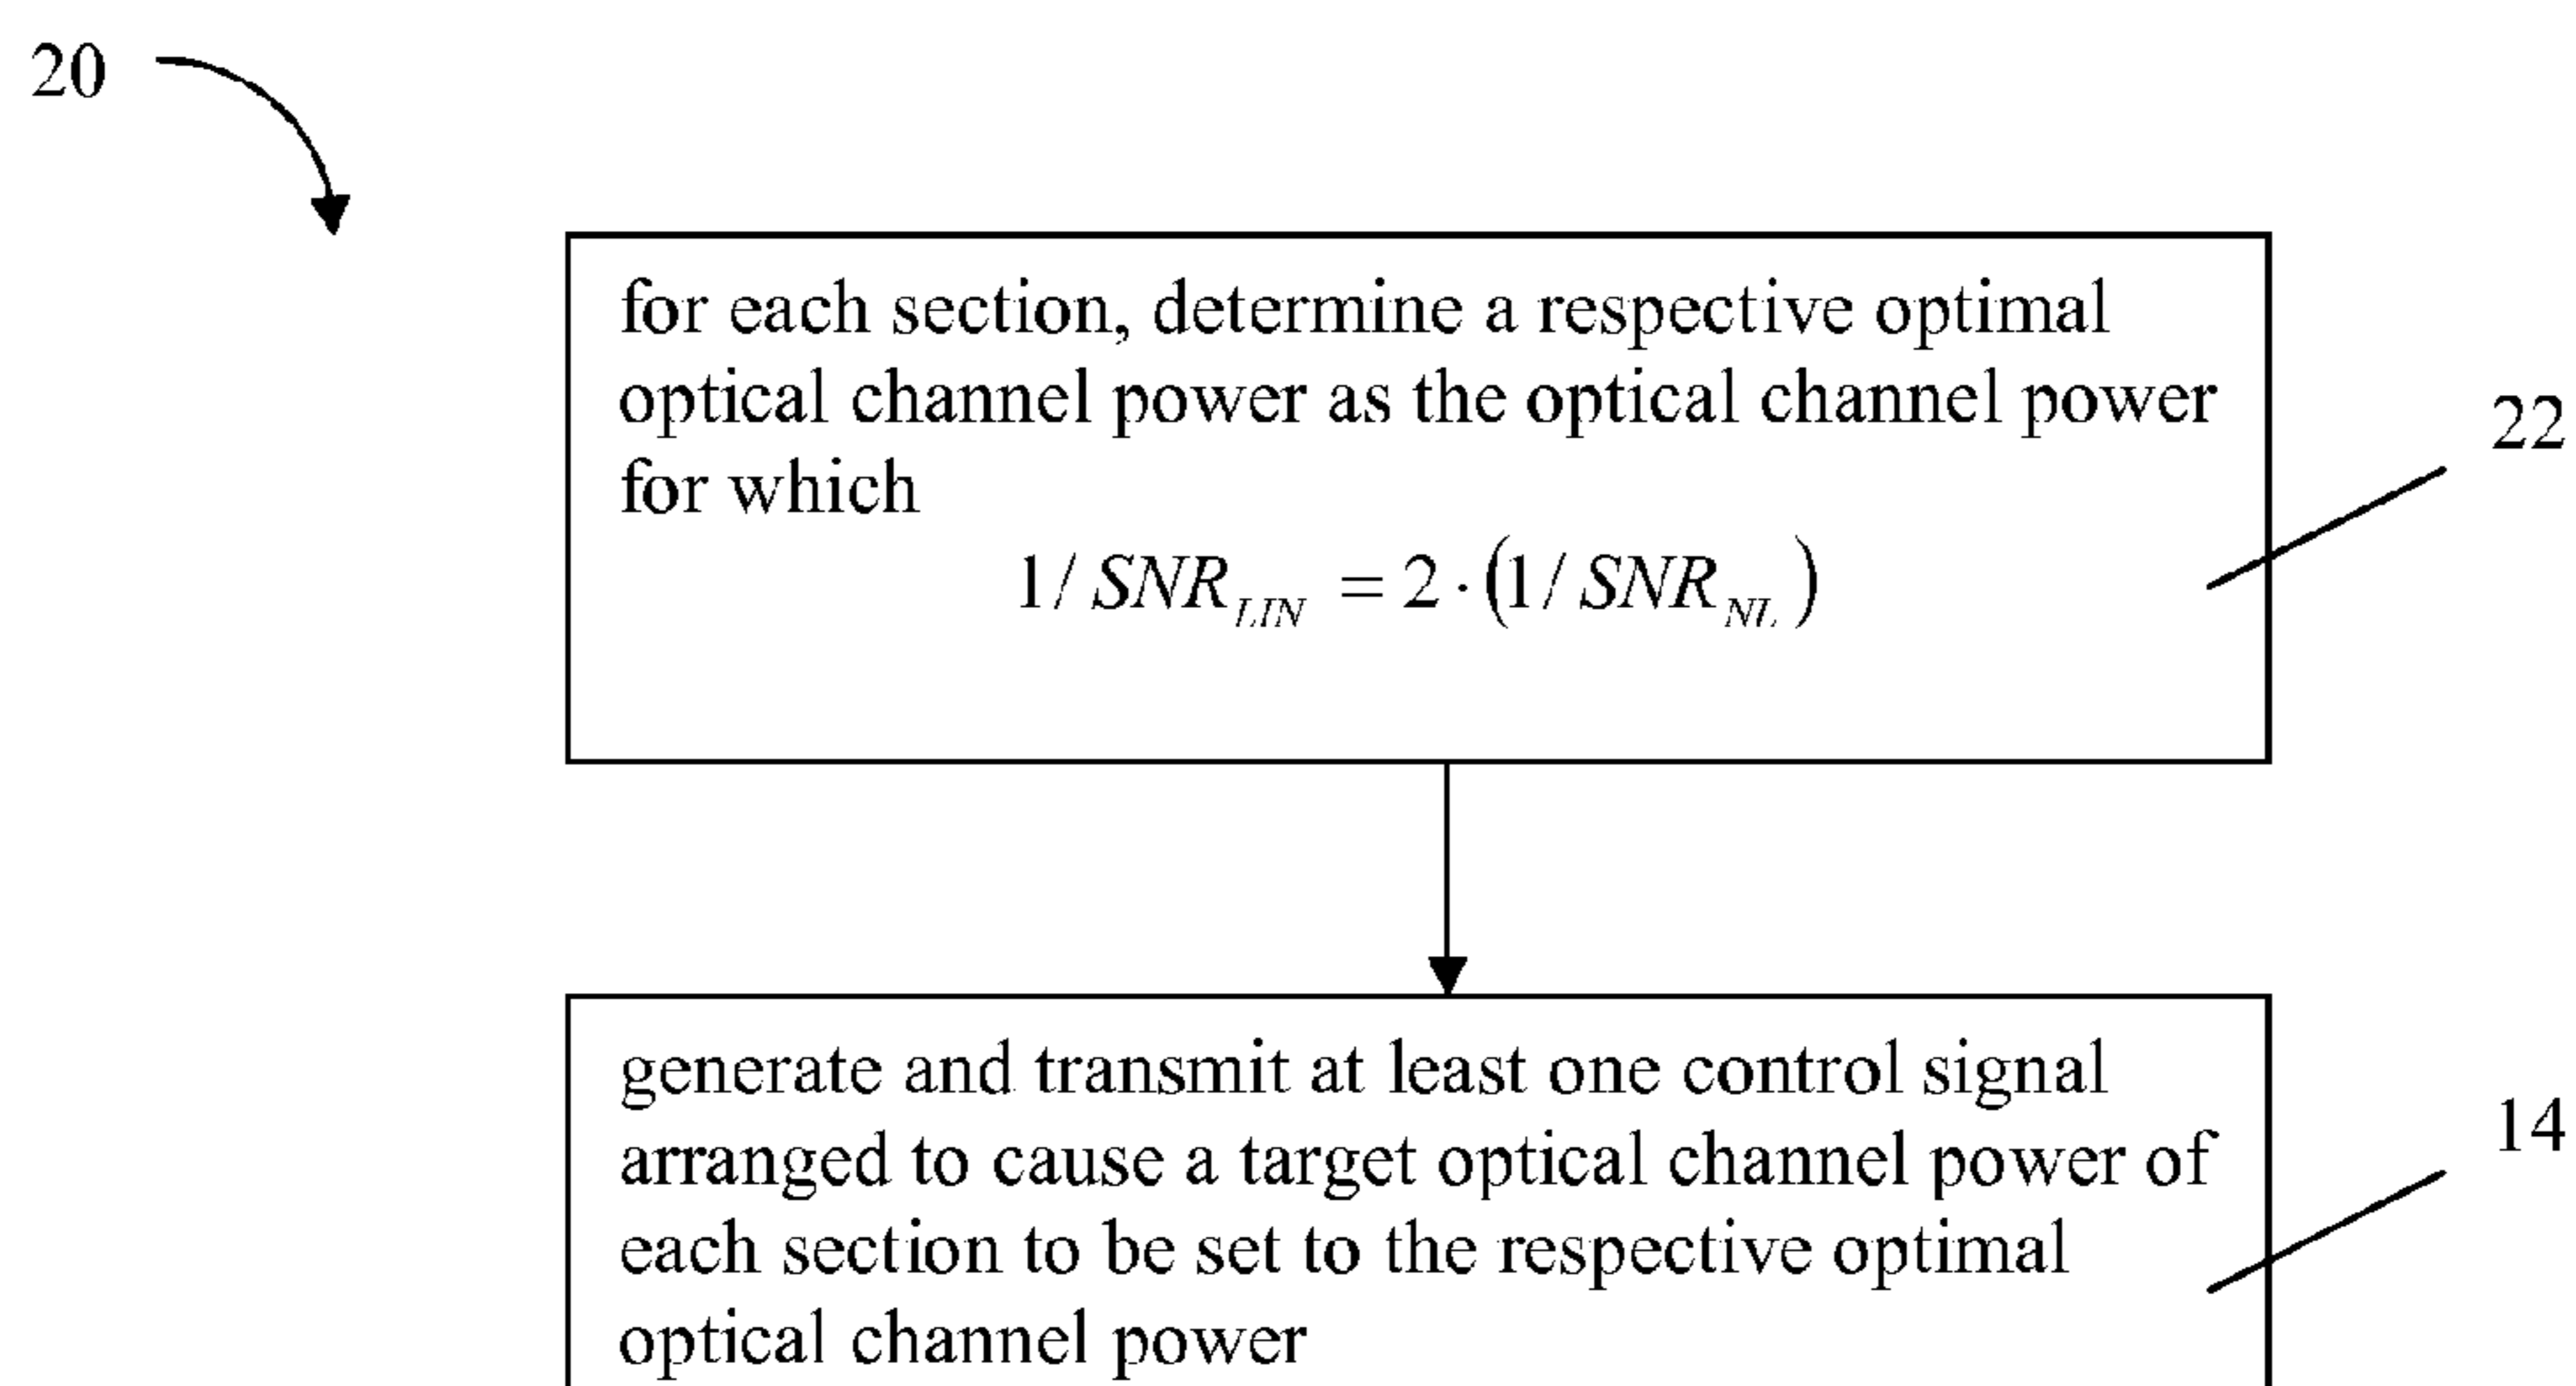 20
for each section, determine a respective optimal
optical channel power as the optical channel power
for which
22
1/ SNR_LIN = 2 · (1/ SNR_NL)
generate and transmit at least one control signal
arranged to cause a target optical channel power of
14
each section to be set to the respective optimal
optical channel power